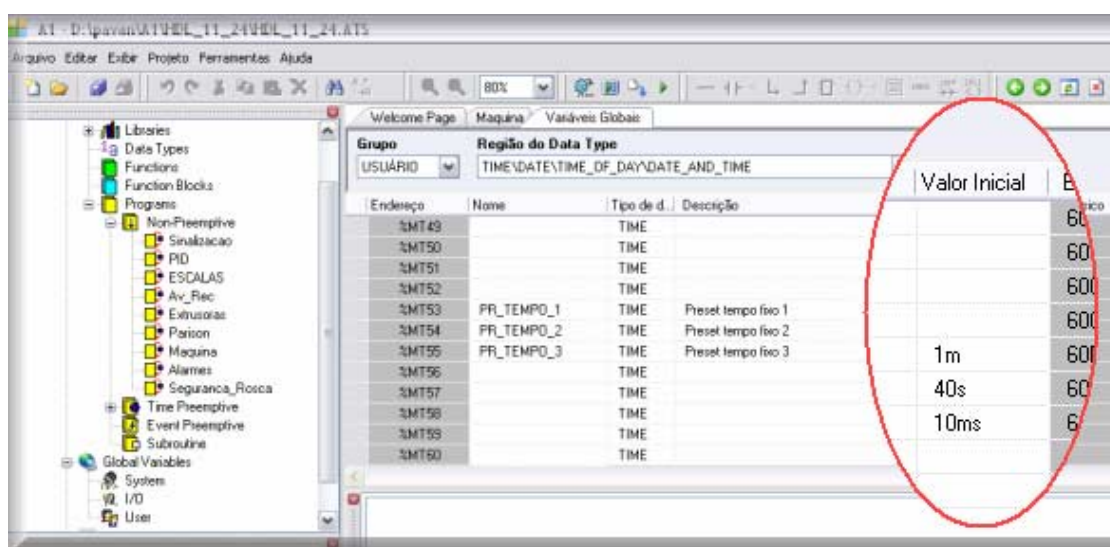 A1 - D:\pavan\A1\HDL_11_24\HDL_11_24.ATS
Arquivo Editar Exibir Projeto Ferramentas Ajuda
80%
Libraries
Data Types
Functions
Function Blocks
Programs
Non-Preemptive
Sinalizacao
PID
ESCALAS
Av_Rec
Extrusoras
Parison
Maquina
Alarmes
Seguranca_Rosca
Time Preemptive
Event Preemptive
Subroutine
Global Variables
System
I/O
User
Welcome Page Maquina Variáveis Globais
Grupo Região do Data Type
USUÁRIO TIME\DATE\TIME_OF_DAY\DATE_AND_TIME
Endereço Nome Tipo de d... Descrição Valor Inicial
%MT49 TIME
%MT50 TIME
%MT51 TIME
%MT52 TIME
%MT53 PR_TEMPO_1 TIME Preset tempo fixo 1
%MT54 PR_TEMPO_2 TIME Preset tempo fixo 2
%MT55 PR_TEMPO_3 TIME Preset tempo fixo 3 1m
%MT56 TIME
%MT57 TIME 40s
%MT58 TIME 10ms
%MT59 TIME
%MT60 TIME